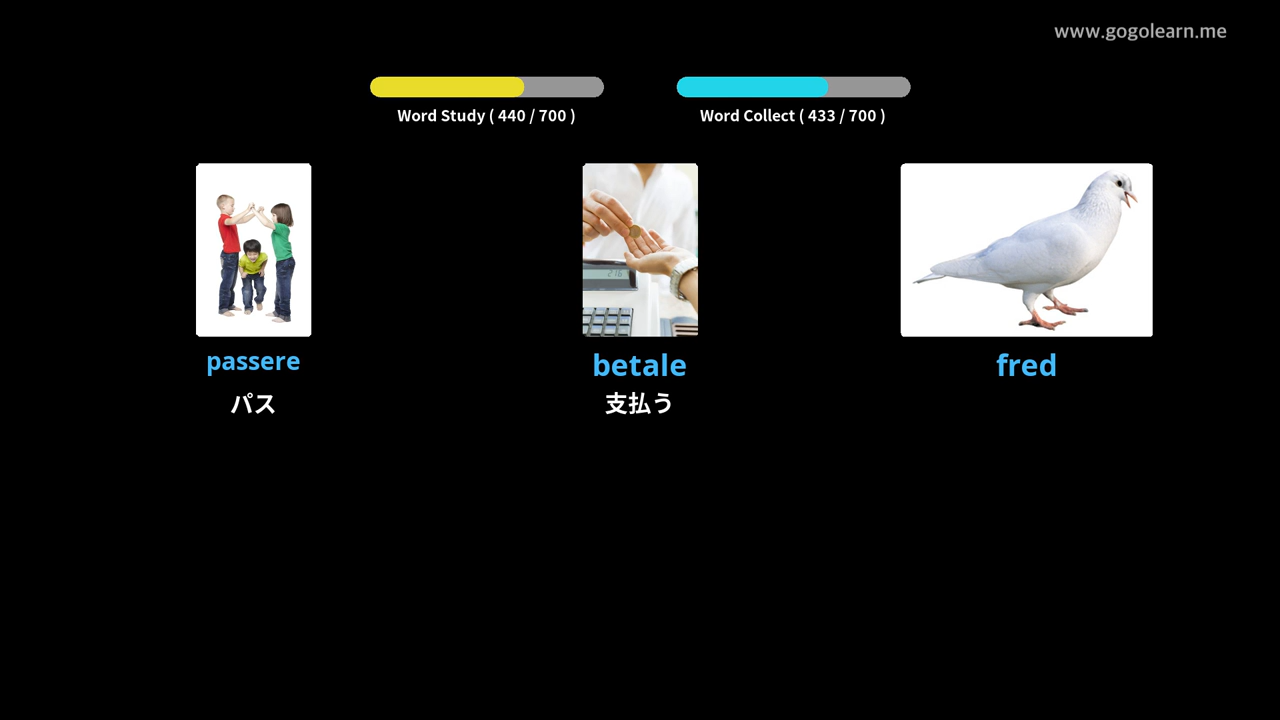 www.gogolearn.me
Word Study ( 440 / 700 )
Word Collect ( 433 / 700 )
passere
betale
fred
パス
支払う